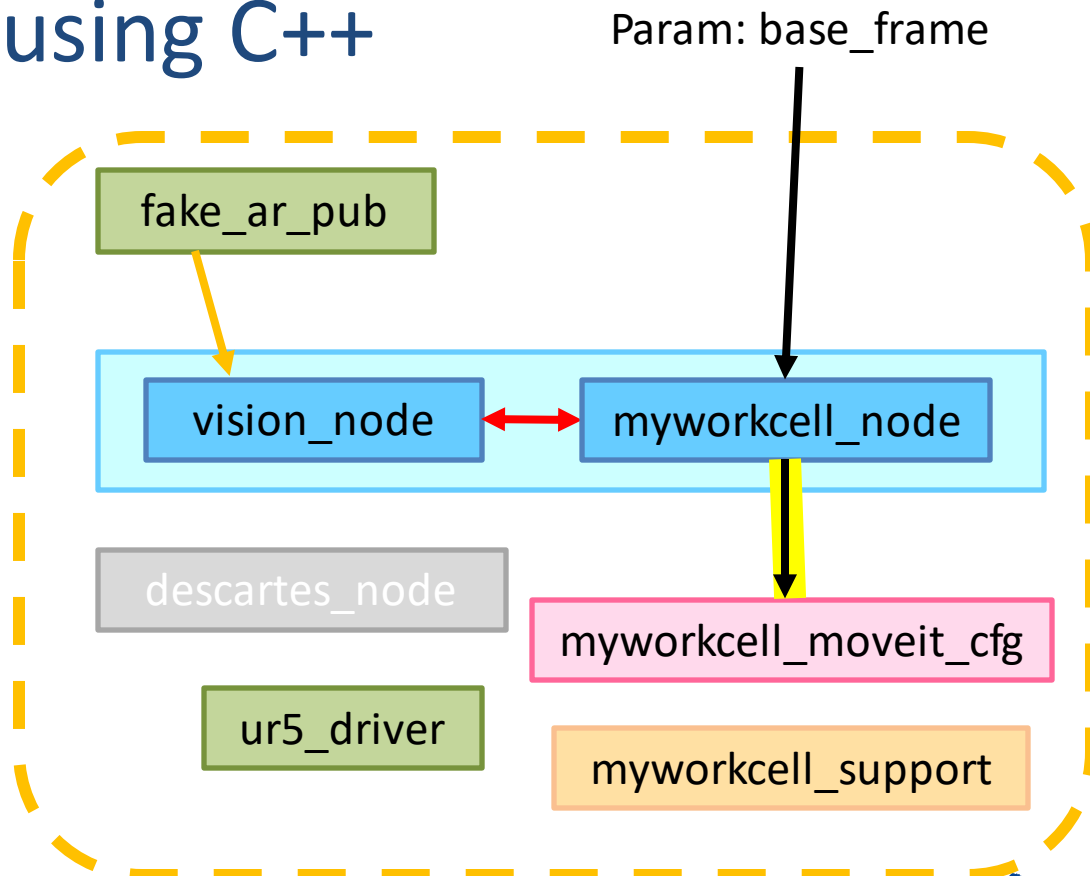 using C++
Param: base_frame
fake_ar_pub
vision_node
myworkcell_node
descartes_node
myworkcell_moveit_cfg
ur5_driver
myworkcell_support